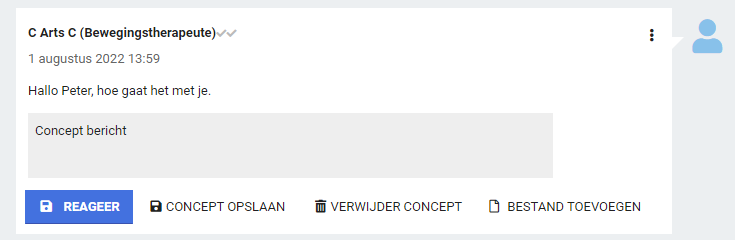 C Arts C (Bewegingstherapeute)
1 augustus 2022 13:59
Hallo Peter, hoe gaat het met je.
Concept bericht
REAGEER CONCEPT OPSLAAN VERWIJDER CONCEPT BESTAND TOEVOEGEN